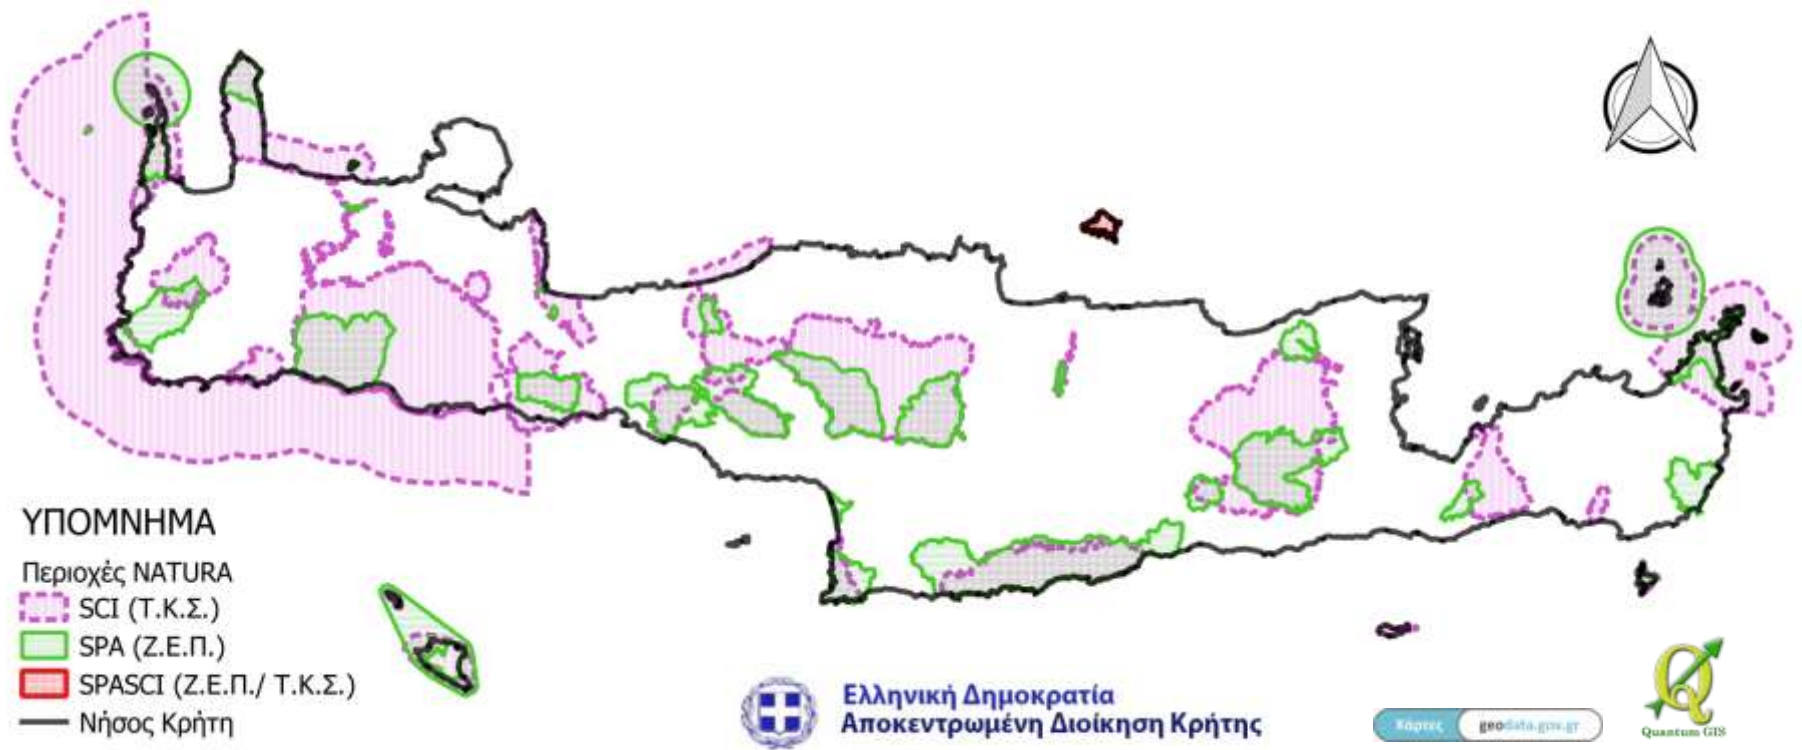 ΥΠΟΜΝΗΜΑ
Περιοχές NATURA
SCI (Τ.Κ.Σ.)
SPA (Ζ.Ε.Π.)
SPASCI (Ζ.Ε.Π./ Τ.Κ.Σ.)
Νήσος Κρήτη
Ελληνική Δημοκρατία
Αποκεντρωμένη Διοίκηση Κρήτης
Χάρτες geodata.gov.gr
Quantum GIS